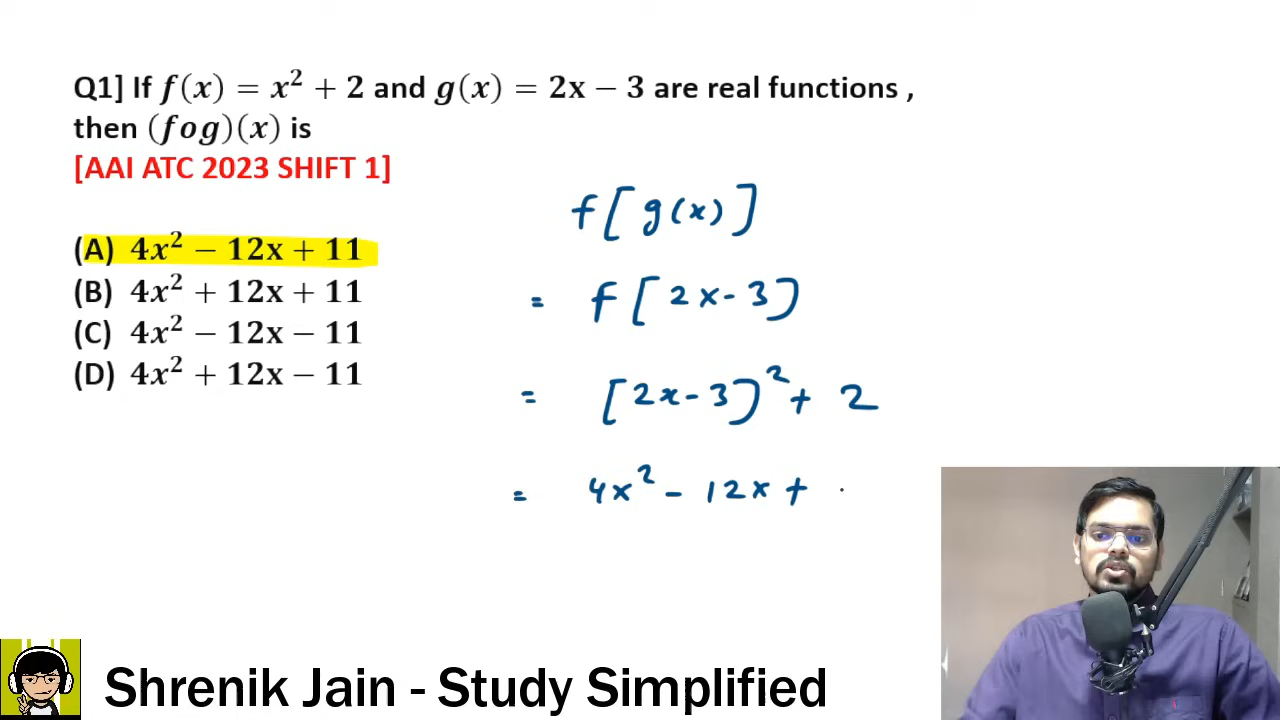 Q1] If f(x) = x² + 2 and g(x) = 2x − 3 are real functions ,
then (fog)(x) is
[AAI ATC 2023 SHIFT 1]
(A) 4x² − 12x + 11
(B) 4x² + 12x + 11
(C) 4x² − 12x − 11
(D) 4x² + 12x − 11
f[g(x)]
= f[2x-3)
= [2x-3)² + 2
= 4x² - 12x +
Shrenik Jain - Study Simplified